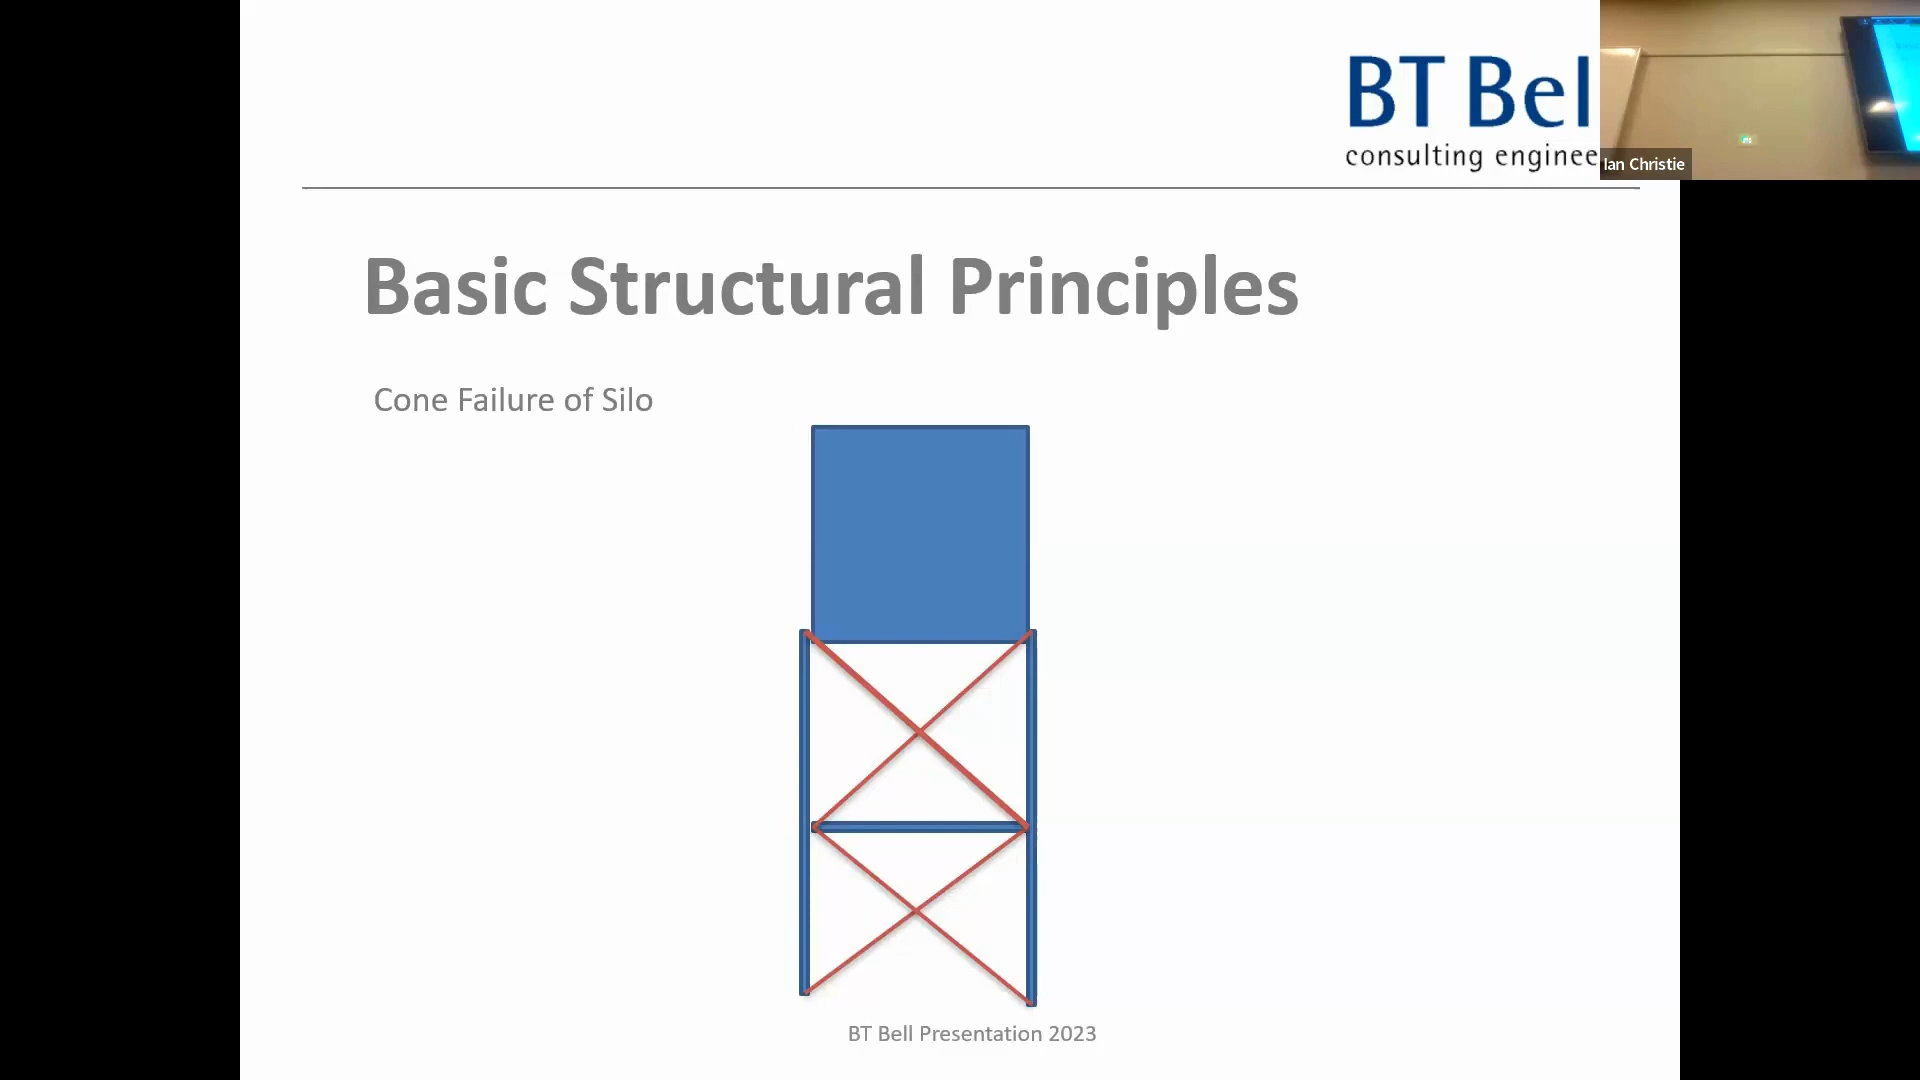 BT Bel
consulting enginee
Ian Christie
Basic Structural Principles
Cone Failure of Silo
BT Bell Presentation 2023